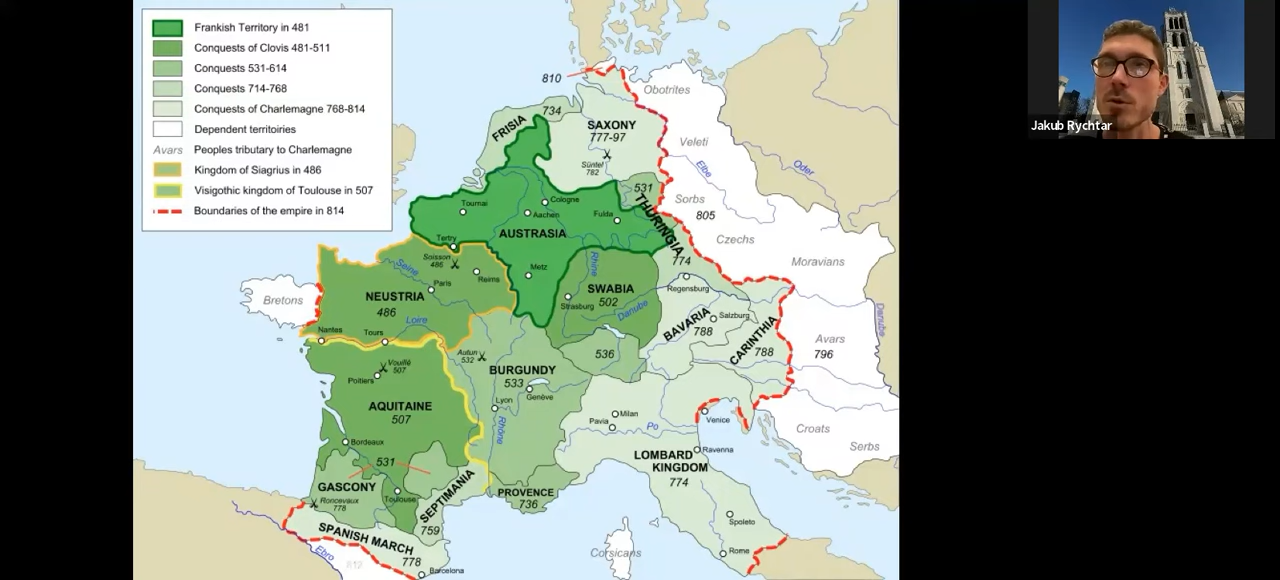 Frankish Territory in 481
Conquests of Clovis 481-511
Conquests 531-614
Conquests 714-768
Conquests of Charlemagne 768-814
Dependent territoiries
Avars Peoples tributary to Charlemagne
Kingdom of Siagrius in 486
Visigothic kingdom of Toulouse in 507
Boundaries of the empire in 814
Jakub Rychtar
810
Obotrites
734
FRISIA
SAXONY
777-97
Veleti
Süntel
782
Elbe
Oder
531
Sorbs
805
Tournai
Cologne
Aachen
Fulda
THURINGIA
AUSTRASIA
Czechs
Tertry
774
Moravians
Soisson
486
Seine
Reims
Metz
Rhine
Regensburg
Paris
SWABIA
502
Bretons
NEUSTRIA
486
Strasburg
Danube
Salzburg
BAVARIA
788
Danube
Loire
Nantes
Tours
CARINTHIA
788
Avars
796
Autun
532
536
Vouillé
507
Poitiers
BURGUNDY
533
Genève
Lyon
AQUITAINE
507
Rhône
Milan
Pavia
Po
Venice
Croats
Serbs
Bordeaux
Ravenna
LOMBARD
KINGDOM
774
531
GASCONY
Toulouse
SEPTIMANIA
759
PROVENCE
736
Roncevaux
778
Spoleto
SPANISH MARCH
778
Ebro
812
Corsicans
Rome
Barcelona